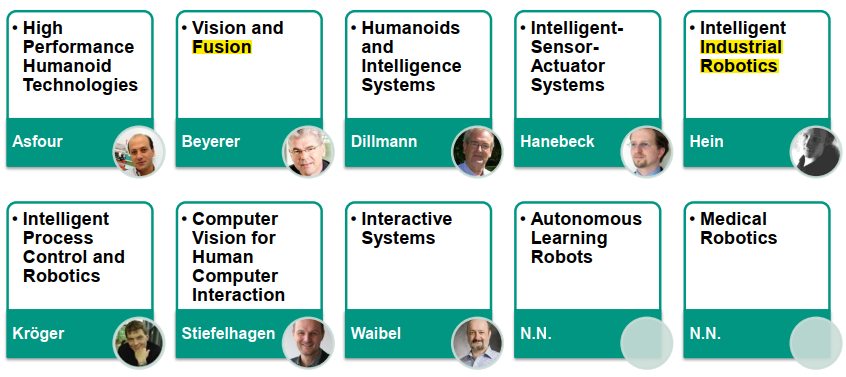 • High
Performance
Humanoid
Technologies
Asfour
• Vision and
Fusion
Beyerer
• Humanoids
and
Intelligence
Systems
Dillmann
• Intelligent-
Sensor-
Actuator
Systems
Hanebeck
• Intelligent
Industrial
Robotics
Hein
• Intelligent
Process
Control and
Robotics
Kröger
• Computer
Vision for
Human
Computer
Interaction
Stiefelhagen
• Interactive
Systems
Waibel
• Autonomous
Learning
Robots
N.N.
• Medical
Robotics
N.N.